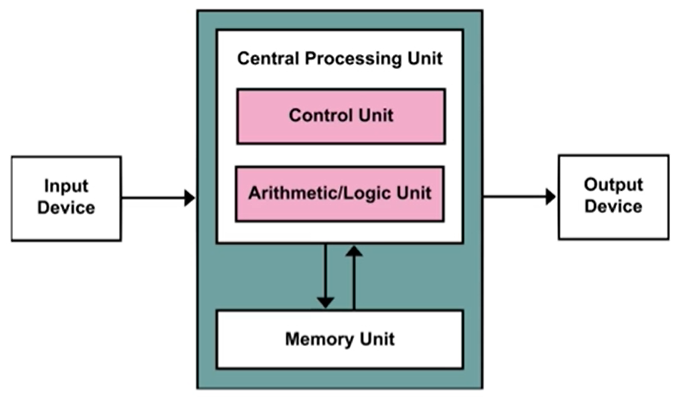 Central Processing Unit
Control Unit
Arithmetic/Logic Unit
Input
Device
Output
Device
Memory Unit